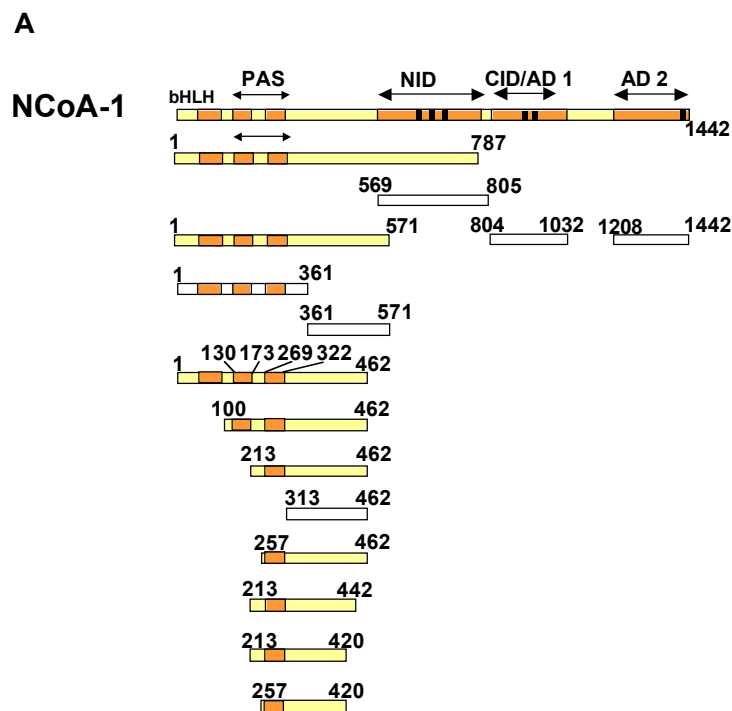 A
PAS NID CID/AD 1 AD 2
NCoA-1 bHLH
1442
1 787
569 805
1 571 804 1032 1208 1442
1 361
361 571
1 130 173 269 322 462
100 462
213 462
313 462
257 462
213 442
213 420
257 420